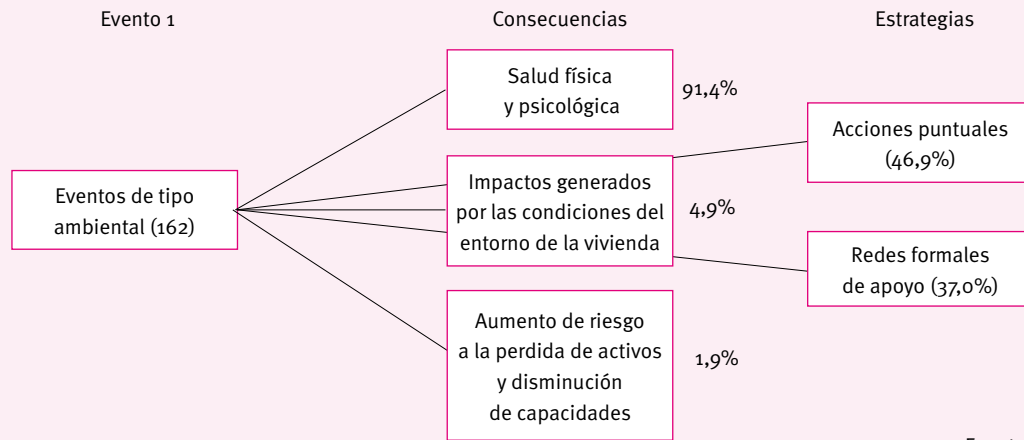 Evento 1
Consecuencias
Estrategias
Salud física
y psicológica
91,4%
Acciones puntuales
(46,9%)
Eventos de tipo
ambiental (162)
Impactos generados
por las condiciones del
entorno de la vivienda
4,9%
Redes formales
de apoyo (37,0%)
Aumento de riesgo
a la perdida de activos
y disminución
de capacidades
1,9%